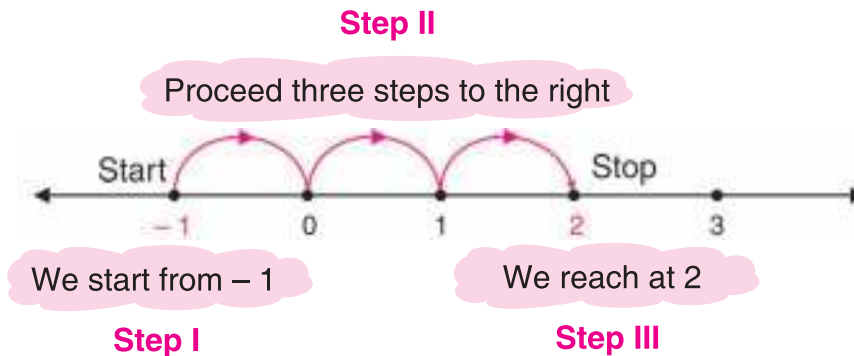 Step II
Proceed three steps to the right
Start
Stop
– 1 0 1 2 3
We start from – 1
We reach at 2
Step I
Step III